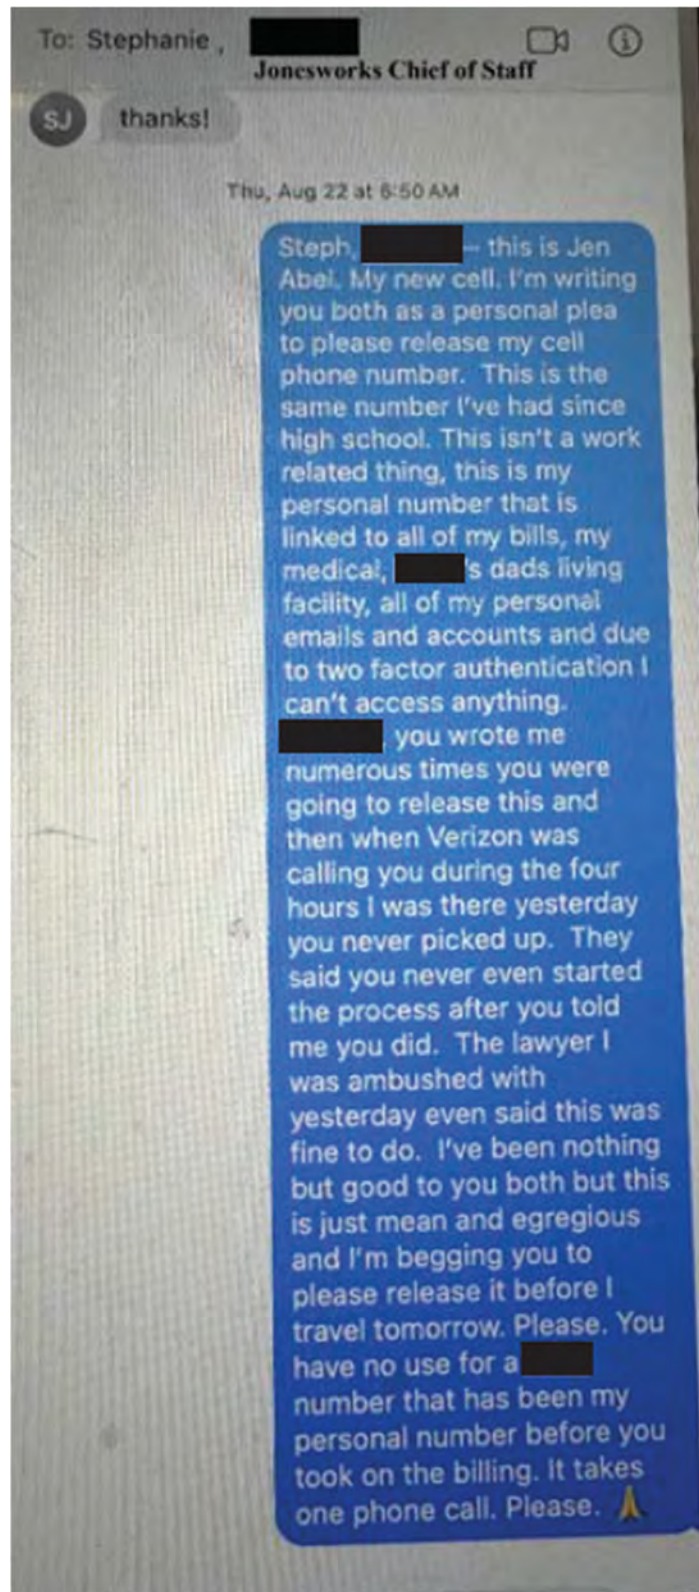 To: Stephanie ,
Jonesworks Chief of Staff
SJ
thanks!
Thu, Aug 22 at 6:50 AM
Steph, – this is Jen
Abel. My new cell. I'm writing
you both as a personal plea
to please release my cell
phone number.  This is the
same number I've had since
high school. This isn't a work
related thing, this is my
personal number that is
linked to all of my bills, my
medical, 's dads living
facility, all of my personal
emails and accounts and due
to two factor authentication I
can't access anything.
, you wrote me
numerous times you were
going to release this and
then when Verizon was
calling you during the four
hours I was there yesterday
you never picked up.  They
said you never even started
the process after you told
me you did.  The lawyer I
was ambushed with
yesterday even said this was
fine to do.  I've been nothing
but good to you both but this
is just mean and egregious
and I'm begging you to
please release it before I
travel tomorrow. Please. You
have no use for a
number that has been my
personal number before you
took on the billing. It takes
one phone call. Please. 🙏